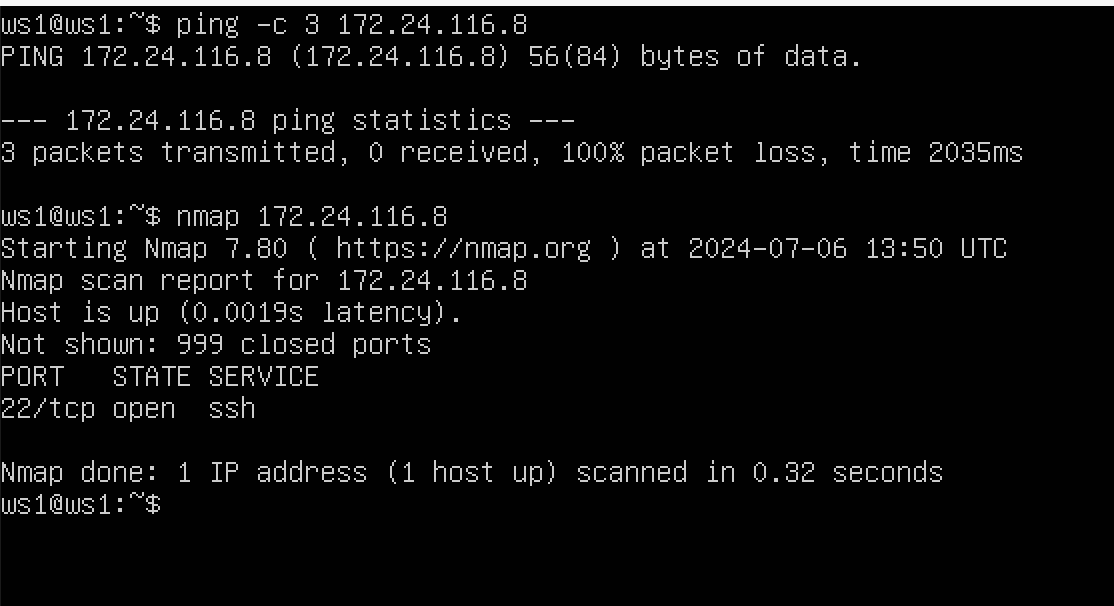 ws1@ws1:~$ ping -c 3 172.24.116.8
PING 172.24.116.8 (172.24.116.8) 56(84) bytes of data.
--- 172.24.116.8 ping statistics ---
3 packets transmitted, 0 received, 100% packet loss, time 2035ms
ws1@ws1:~$ nmap 172.24.116.8
Starting Nmap 7.80 ( https://nmap.org ) at 2024-07-06 13:50 UTC
Nmap scan report for 172.24.116.8
Host is up (0.0019s latency).
Not shown: 999 closed ports
PORT   STATE SERVICE
22/tcp open  ssh
Nmap done: 1 IP address (1 host up) scanned in 0.32 seconds
ws1@ws1:~$